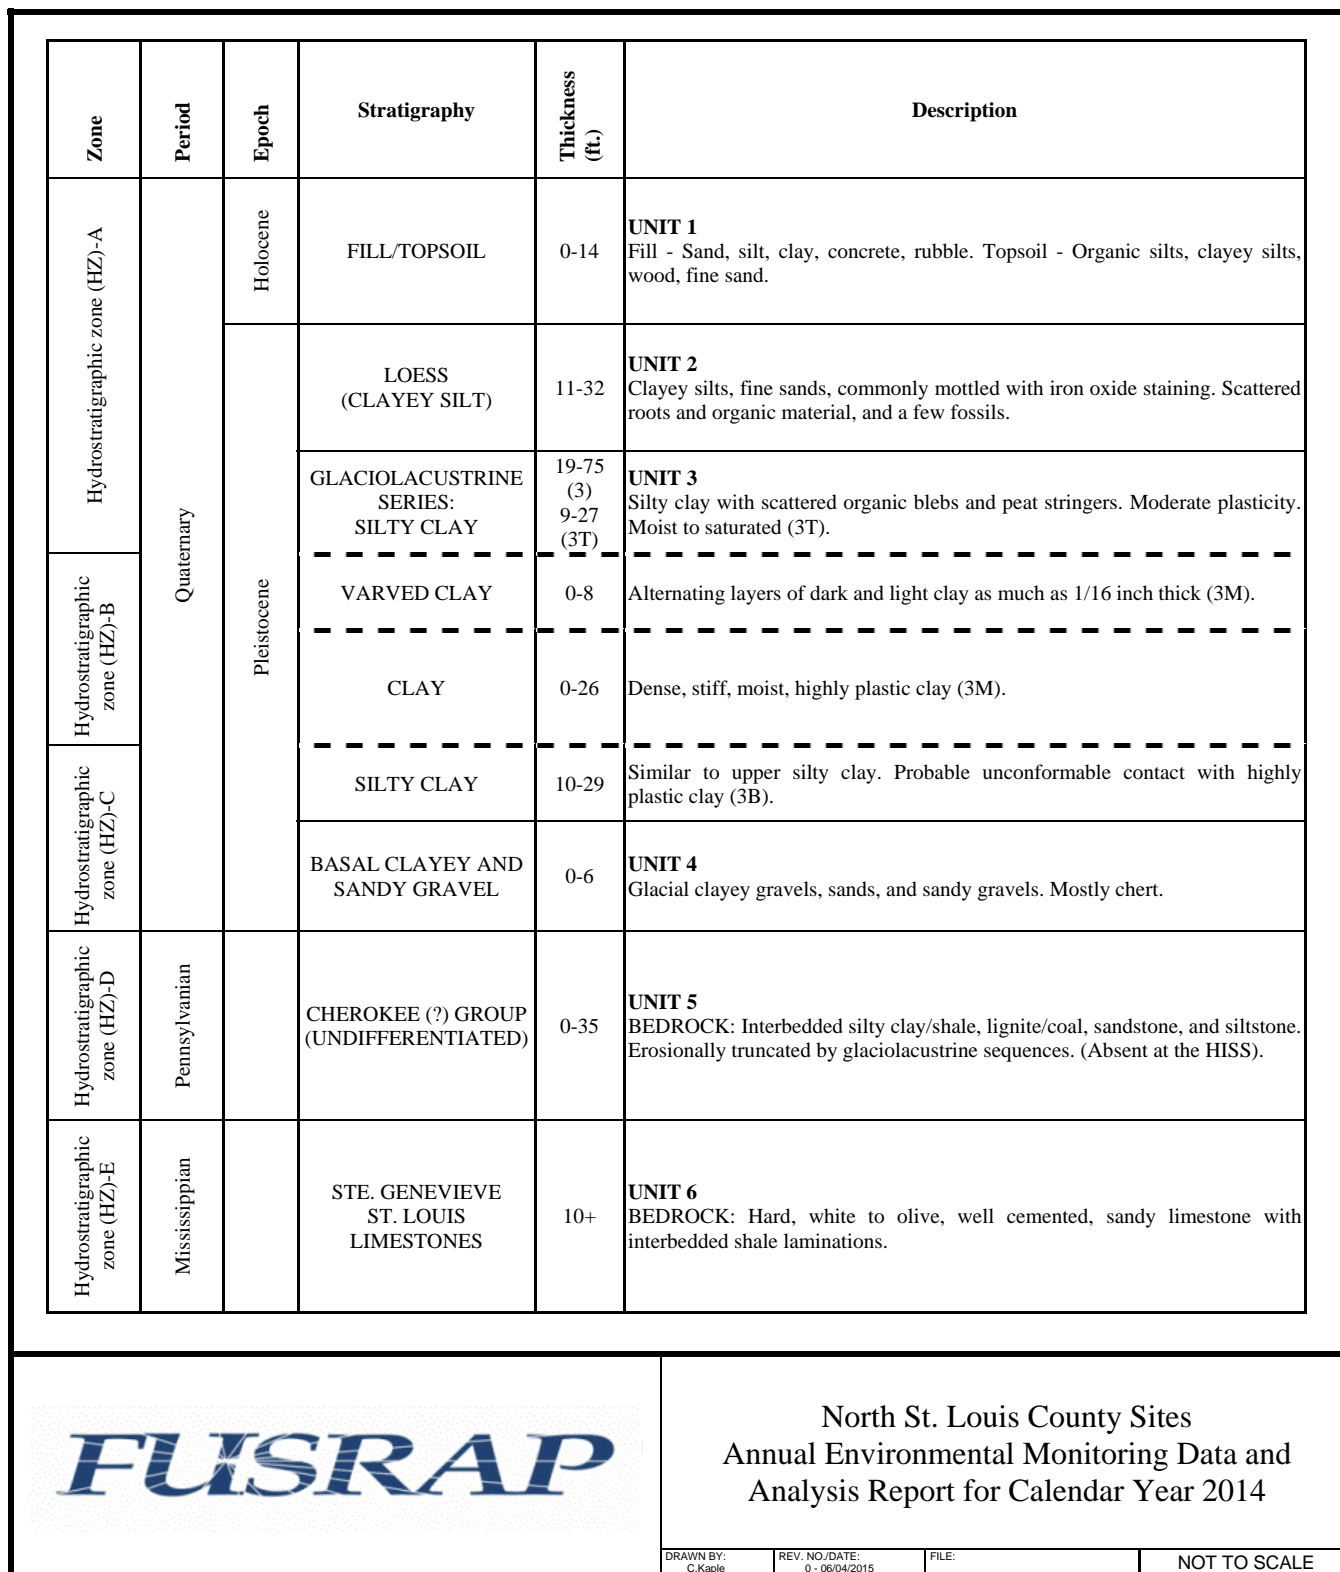 Zone
Period
Epoch
Stratigraphy
Thickness
(ft.)
Description
Hydrostratigraphic zone (HZ)-A
Quaternary
Holocene
FILL/TOPSOIL
0-14
UNIT 1
Fill - Sand, silt, clay, concrete, rubble. Topsoil - Organic silts, clayey silts,
wood, fine sand.
Pleistocene
LOESS
(CLAYEY SILT)
11-32
UNIT 2
Clayey silts, fine sands, commonly mottled with iron oxide staining. Scattered
roots and organic material, and a few fossils.
GLACIOLACUSTRINE
SERIES:
SILTY CLAY
19-75
(3)
9-27
(3T)
UNIT 3
Silty clay with scattered organic blebs and peat stringers. Moderate plasticity.
Moist to saturated (3T).
Hydrostratigraphic
zone (HZ)-B
VARVED CLAY
0-8
Alternating layers of dark and light clay as much as 1/16 inch thick (3M).
CLAY
0-26
Dense, stiff, moist, highly plastic clay (3M).
Hydrostratigraphic
zone (HZ)-C
SILTY CLAY
10-29
Similar to upper silty clay. Probable unconformable contact with highly
plastic clay (3B).
BASAL CLAYEY AND
SANDY GRAVEL
0-6
UNIT 4
Glacial clayey gravels, sands, and sandy gravels. Mostly chert.
Hydrostratigraphic
zone (HZ)-D
Pennsylvanian
CHEROKEE (?) GROUP
(UNDIFFERENTIATED)
0-35
UNIT 5
BEDROCK: Interbedded silty clay/shale, lignite/coal, sandstone, and siltstone.
Erosionally truncated by glaciolacustrine sequences. (Absent at the HISS).
Hydrostratigraphic
zone (HZ)-E
Mississippian
STE. GENEVIEVE
ST. LOUIS
LIMESTONES
10+
UNIT 6
BEDROCK: Hard, white to olive, well cemented, sandy limestone with
interbedded shale laminations.
FUSRAP
North St. Louis County Sites
Annual Environmental Monitoring Data and
Analysis Report for Calendar Year 2014
DRAWN BY:
C.Kaple
REV. NO./DATE:
0 - 06/04/2015
FILE:
NOT TO SCALE